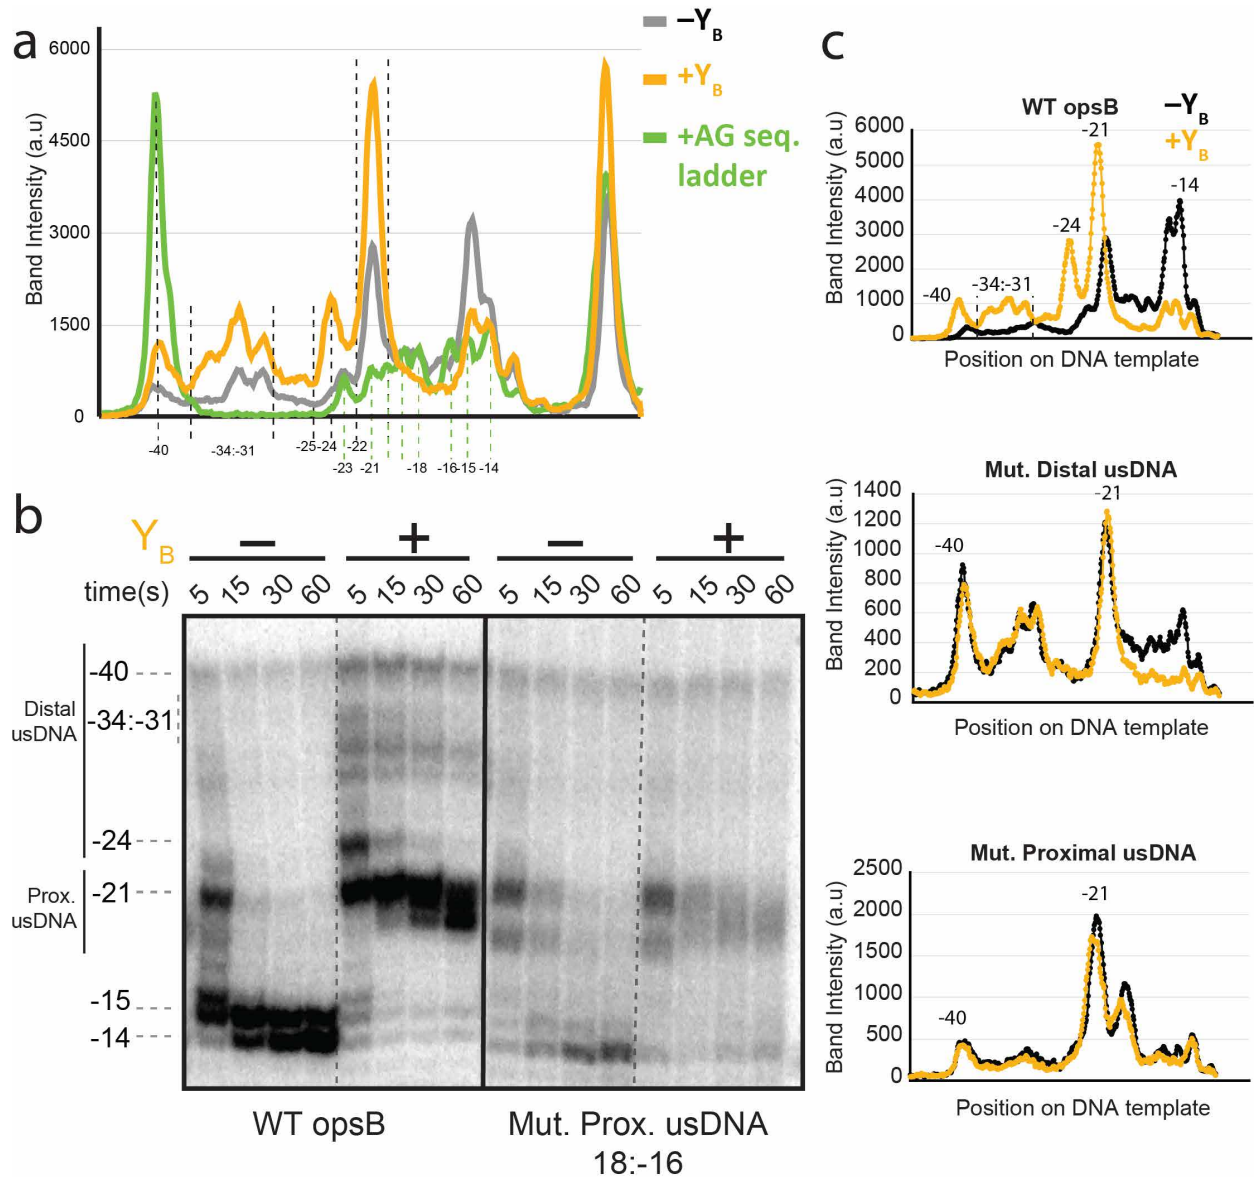 a
6000
4500
3000
1500
0
Band Intensity (a.u)
–Y B
+Y B
+AG seq.
ladder
-40
-34:-31
-25
-24
-22
-23
-21
-18
-16
-15
-14
b
Y B
– + – +
time(s)
5 15 30 60 5 15 30 60 5 15 30 60 5 15 30 60
Distal
usDNA
-40
-34:-31
-24
Prox.
usDNA
-21
-15
-14
WT opsB
Mut. Prox. usDNA
18:-16
c
WT opsB
–Y B
+Y B
6000
5000
4000
3000
2000
1000
0
Band Intensity (a.u)
-40
-34:-31
-24
-21
-14
Position on DNA template
Mut. Distal usDNA
1400
1200
1000
800
600
400
200
0
Band Intensity (a.u)
-40
-21
Position on DNA template
Mut. Proximal usDNA
2500
2000
1500
1000
500
0
Band Intensity (a.u)
-40
-21
Position on DNA template